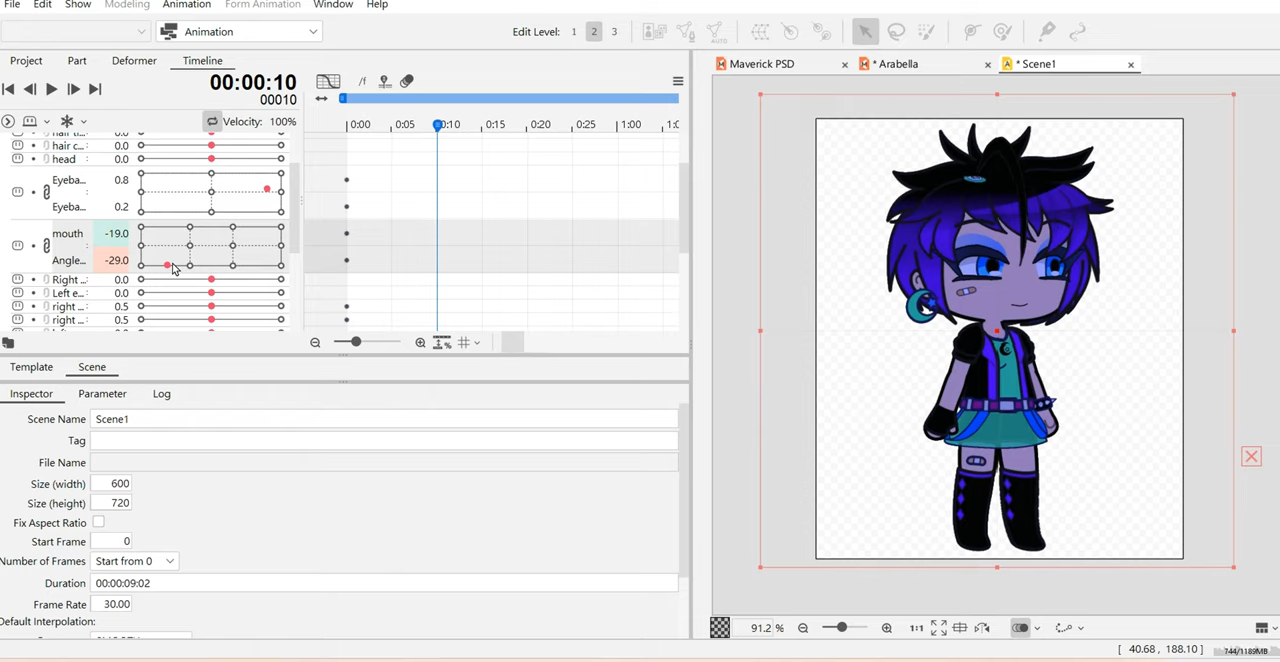 File Edit Show Modeling Animation Form Animation Window Help
Animation Edit Level: 1 2 3 AUTO
Project Part Deformer Timeline
Maverick PSD × * Arabella × * Scene1 ×
00:00:10
/f
00010
Velocity: 100%
0:00 0:05 0:10 0:15 0:20 0:25 1:00
hair c... : 0.0
head : 0.0
Eyeba... 0.8
Eyeba... 0.2
mouth -19.0
Angle... -29.0
Right ... : 0.0
Left e... : 0.0
right ... : 0.5
right ... : 0.5
Template Scene
Inspector Parameter Log
Scene Name Scene1
Tag
File Name
Size (width) 600
Size (height) 720
Fix Aspect Ratio
Start Frame 0
Number of Frames Start from 0
Duration 00:00:09:02
Frame Rate 30.00
Default Interpolation:
91.2 % 1:1
[ 40.68 , 188.10 ] 744/1189MB